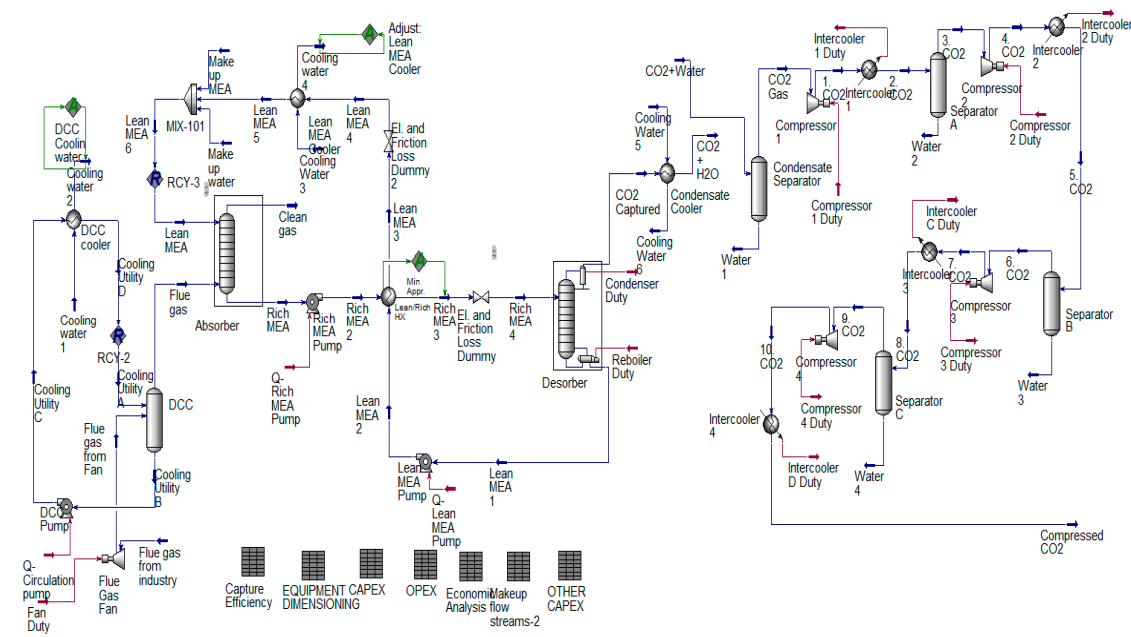 Adjust:
Lean
MEA
Cooler
Cooling
water
4
Make
up
MEA
MIX-101
Lean
MEA
5
Lean
MEA
Cooler
Lean
MEA
4
Cooling
Water
3
Make
up
water
El. and
Friction
Loss
Dummy
2
Lean
MEA
6
RCY-3
Lean
MEA
DCC
Coolin
water
Cooling
water
2
DCC
cooler
Cooling
Utility
D
Cooling
water
1
RCY-2
Cooling
Utility
A
Cooling
Utility
C
DCC
Flue
gas
from
Fan
Cooling
Utility
B
DCC
Pump
Q-
Circulation
pump
Fan
Duty
Flue
Gas
Fan
Flue gas
from
industry
Clean
gas
Flue
gas
Absorber
Rich
MEA
Rich
MEA
Pump
Q-
Rich
MEA
Pump
Rich
MEA
2
Lean
MEA
3
Min
Appr.
Lean/Rich
HX
Rich
MEA
3
El. and
Friction
Loss
Dummy
Rich
MEA
4
Lean
MEA
2
Lean
MEA
Pump
Q-
Lean
MEA
Pump
Lean
MEA
1
Desorber
Condenser
Duty
Reboiler
Duty
CO2
Captured
Cooling
Water
5
Cooling
Water
6
Condensate
Cooler
CO2
+
H2O
CO2+Water
Condensate
Separator
Water
1
CO2
Gas
Compressor
1
Compressor
1 Duty
1.
CO2
Intercooler
1
Intercooler
1 Duty
2.
CO2
Separator
A
Water
2
3.
CO2
Compressor
2
Compressor
2 Duty
4.
CO2
Intercooler
2
Intercooler
2 Duty
5.
CO2
Separator
B
Water
3
6.
CO2
Compressor
3
Compressor
3 Duty
7.
CO2
Intercooler
3
Intercooler
C Duty
8.
CO2
Separator
C
Water
4
9.
CO2
Compressor
4
Compressor
4 Duty
10.
CO2
Intercooler
4
Intercooler
D Duty
Compressed
CO2
Capture
Efficiency
EQUIPMENT
DIMENSIONING
CAPEX
OPEX
Economic
Analysis
Makeup
flow
streams-2
OTHER
CAPEX
A
A
A
R
R